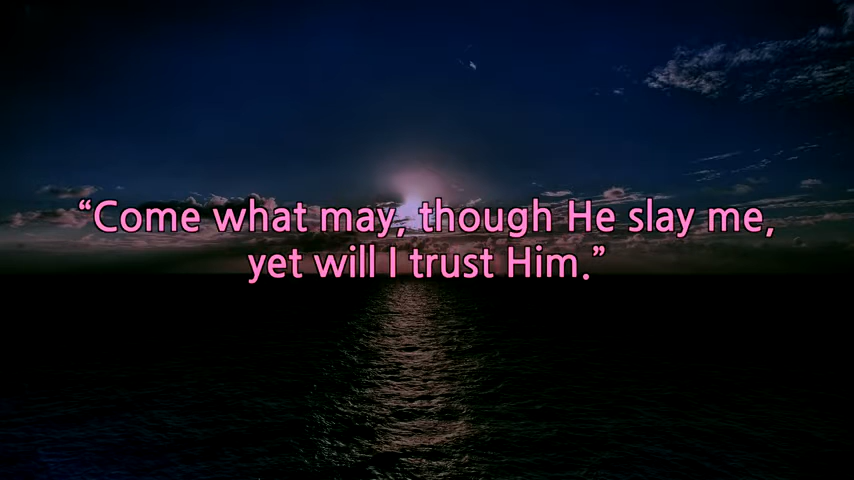 “Come what may, though He slay me,
yet will I trust Him.”